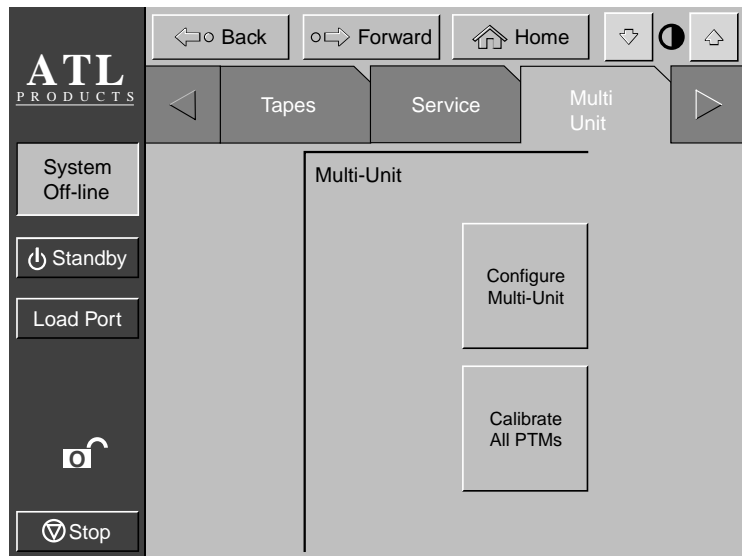 ATL
PRODUCTS
System
Off-line
Standby
Load Port
O
Stop
Back
Forward
Home
Tapes
Service
Multi
Unit
Multi-Unit
Configure
Multi-Unit
Calibrate
All PTMs